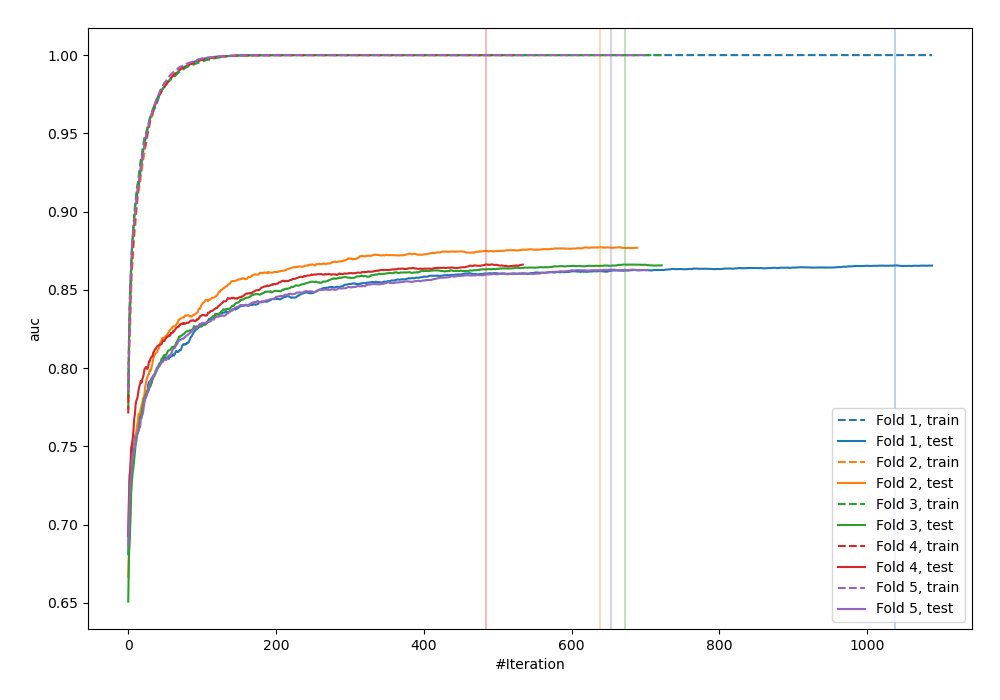 1.00
0.95
0.90
0.85
0.80
0.75
0.70
0.65
auc
0
200
400
600
800
1000
#Iteration
Fold 1, train
Fold 1, test
Fold 2, train
Fold 2, test
Fold 3, train
Fold 3, test
Fold 4, train
Fold 4, test
Fold 5, train
Fold 5, test